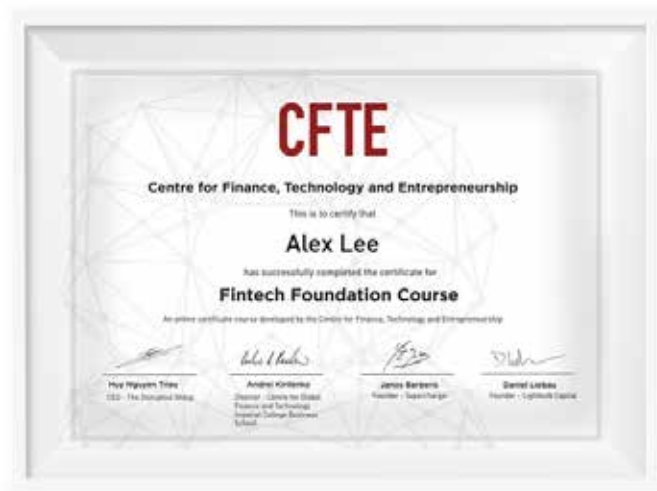 CFTE
Centre for Finance, Technology and Entrepreneurship
This is to certify that
Alex Lee
has successfully completed the certificate for
Fintech Foundation Course
An online certificate course developed by the Centre for Finance, Technology and Entrepreneurship
Huy Nguyen Trieu
Andrei Kirilenko
Janos Barberis
Daniel Liebau
CEO - The Disruptive Group
Director - Centre for Global
Finance and Technology
Imperial College Business
School
Founder - Supercharger
Founder - Lightbulb Capital